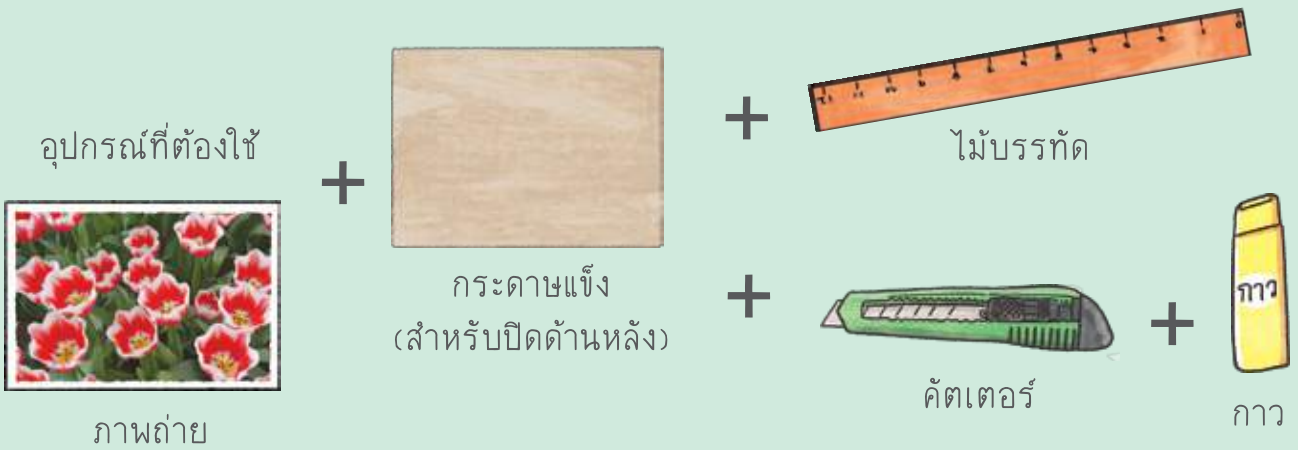 อุปกรณ์ที่ต้องใช้
ภาพถ่าย
+
กระดาษแข็ง
(สำหรับปิดด้านหลัง)
+
ไม้บรรทัด
+
คัตเตอร์
+
กาว
กาว